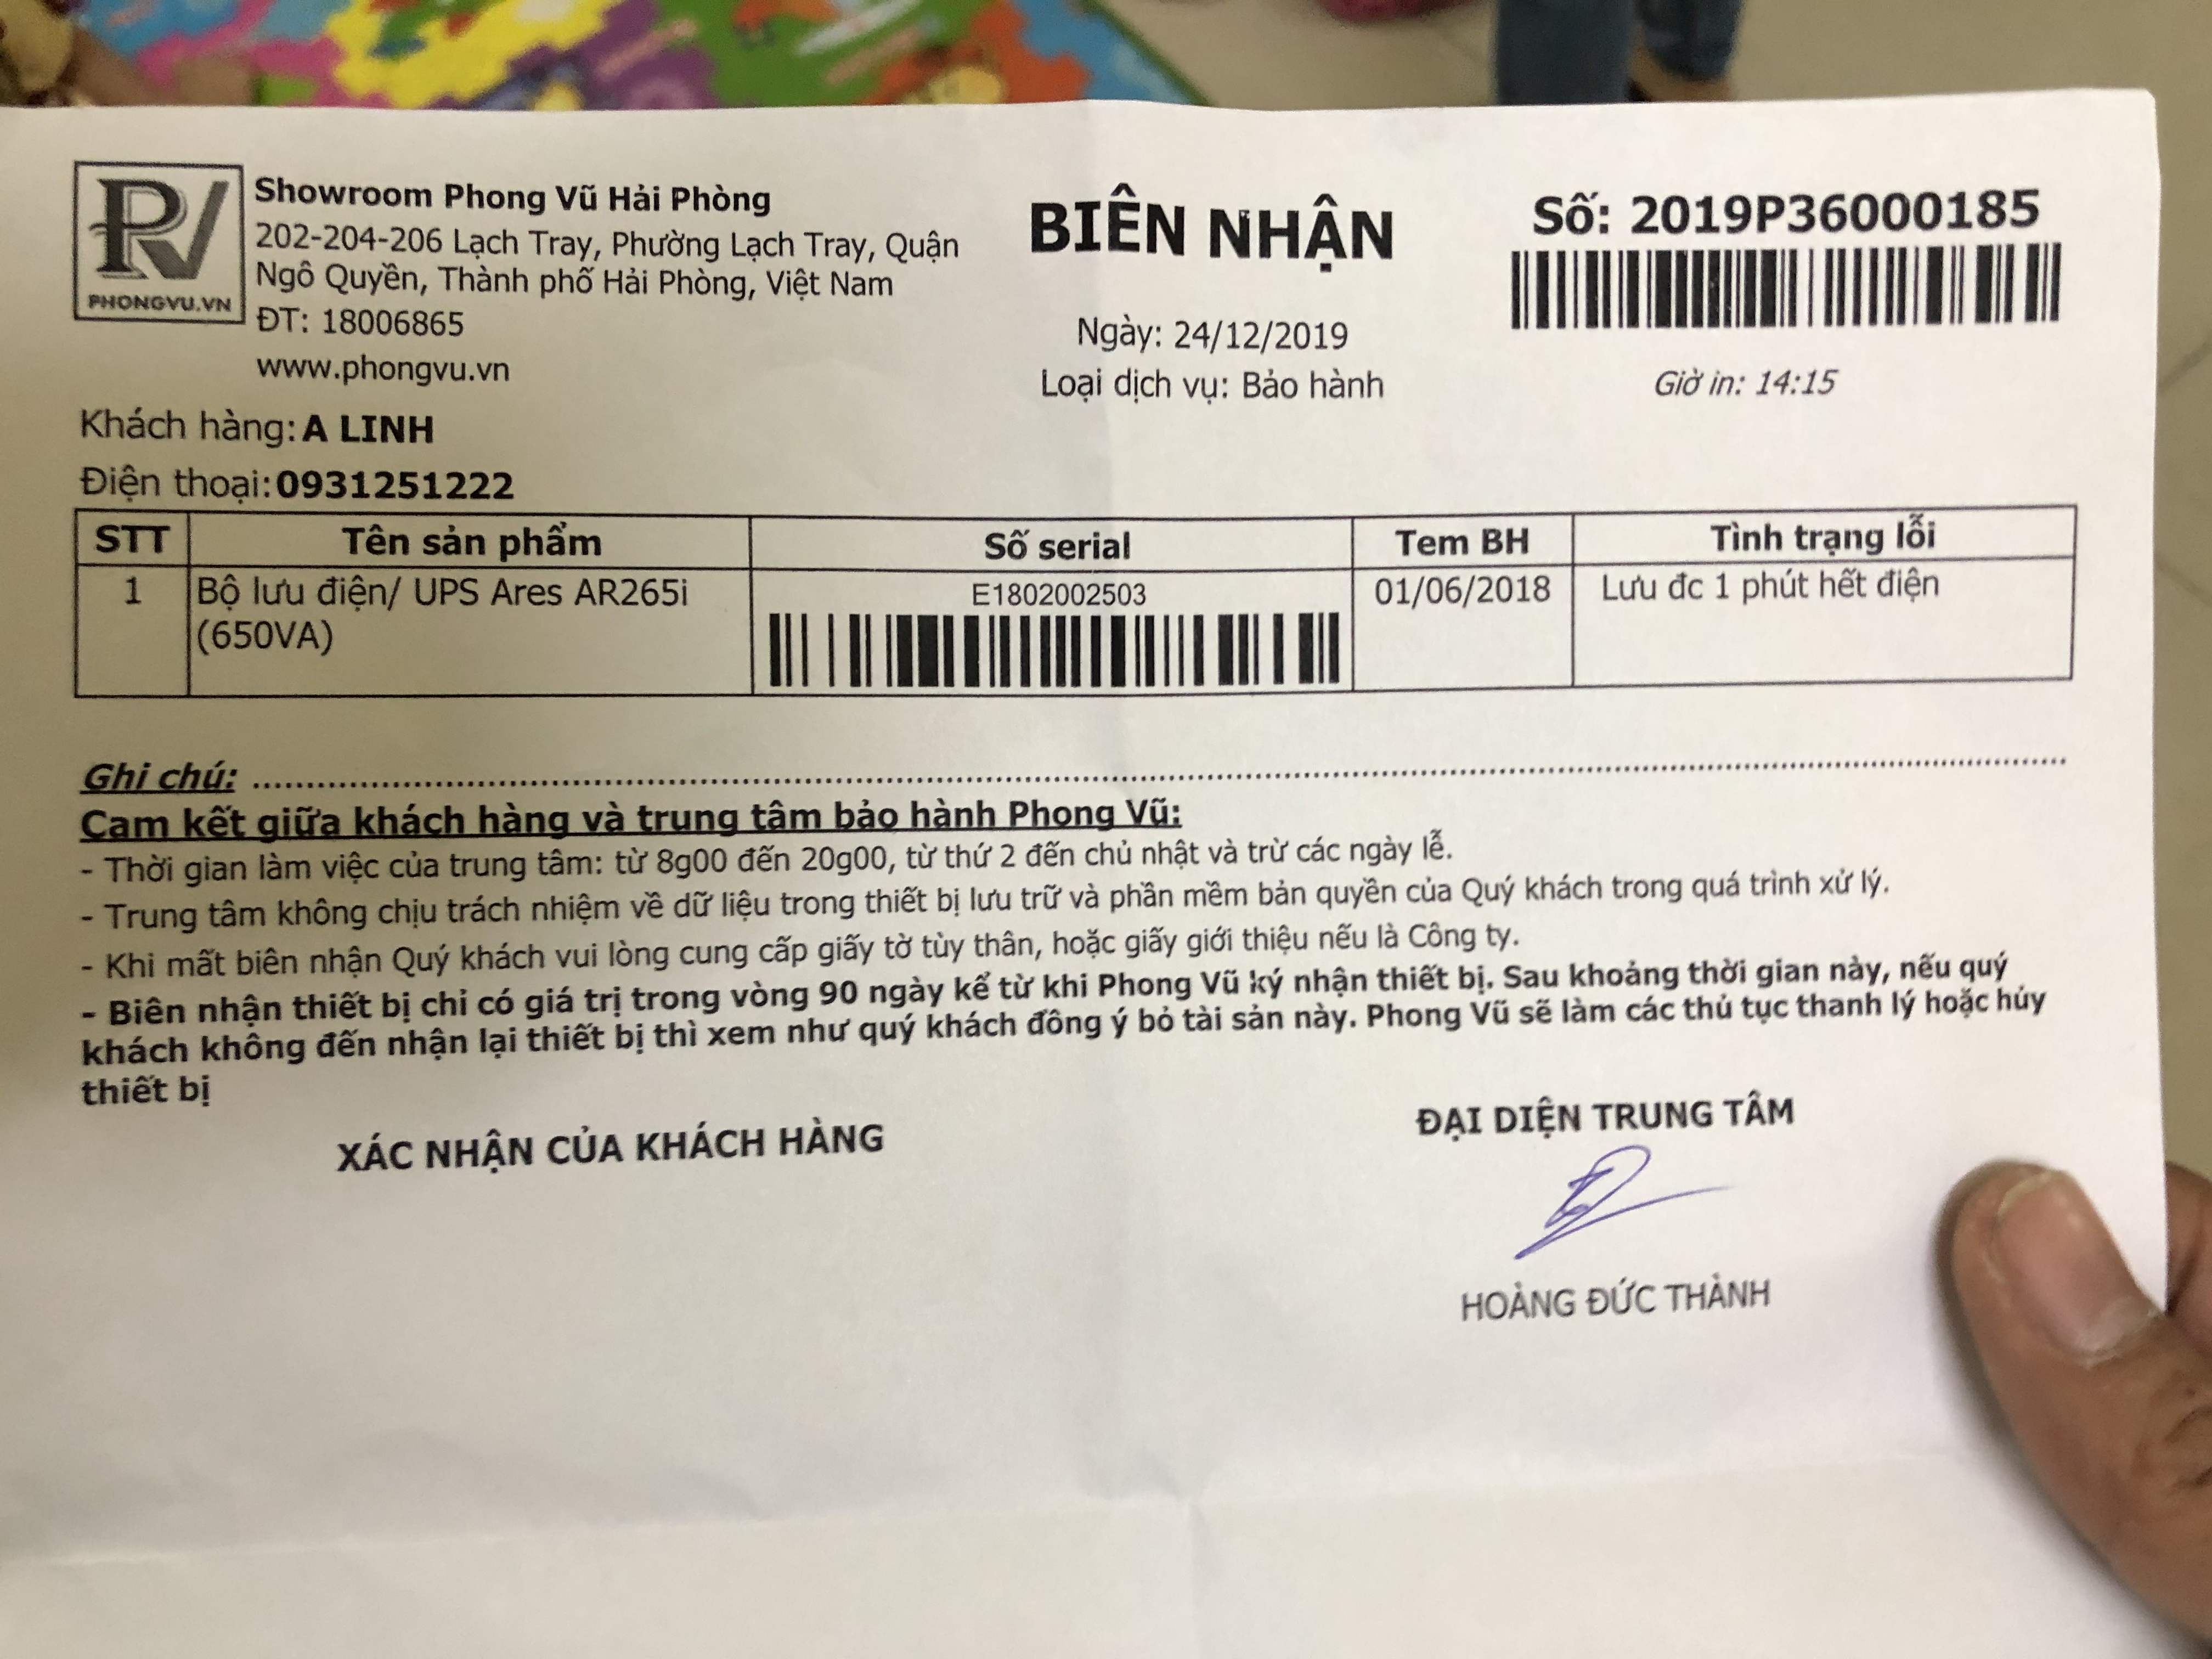 PV
PHONGVU.VN
Showroom Phong Vũ Hải Phòng
202-204-206 Lạch Tray, Phường Lạch Tray, Quận
Ngô Quyền, Thành phố Hải Phòng, Việt Nam
ĐT: 18006865
www.phongvu.vn
BIÊN NHẬN
Ngày: 24/12/2019
Loại dịch vụ: Bảo hành
Số: 2019P36000185
Giờ in: 14:15
Khách hàng: A LINH
Điện thoại: 0931251222
STT Tên sản phẩm Số serial Tem BH Tình trạng lỗi
1 Bộ lưu điện/ UPS Ares AR265i E1802002503 01/06/2018 Lưu đc 1 phút hết điện
(650VA)
Ghi chú: ........................................
Cam kết giữa khách hàng và trung tâm bảo hành Phong Vũ:
- Thời gian làm việc của trung tâm: từ 8g00 đến 20g00, từ thứ 2 đến chủ nhật và trừ các ngày lễ.
- Trung tâm không chịu trách nhiệm về dữ liệu trong thiết bị lưu trữ và phần mềm bản quyền của Quý khách trong quá trình xử lý.
- Khi mất biên nhận Quý khách vui lòng cung cấp giấy tờ tùy thân, hoặc giấy giới thiệu nếu là Công ty.
- Biên nhận thiết bị chỉ có giá trị trong vòng 90 ngày kể từ khi Phong Vũ ký nhận thiết bị. Sau khoảng thời gian này, nếu quý
khách không đến nhận lại thiết bị thì xem như quý khách đồng ý bỏ tài sản này. Phong Vũ sẽ làm các thủ tục thanh lý hoặc hủy
thiết bị
XÁC NHẬN CỦA KHÁCH HÀNG
ĐẠI DIỆN TRUNG TÂM
HOÀNG ĐỨC THÀNH